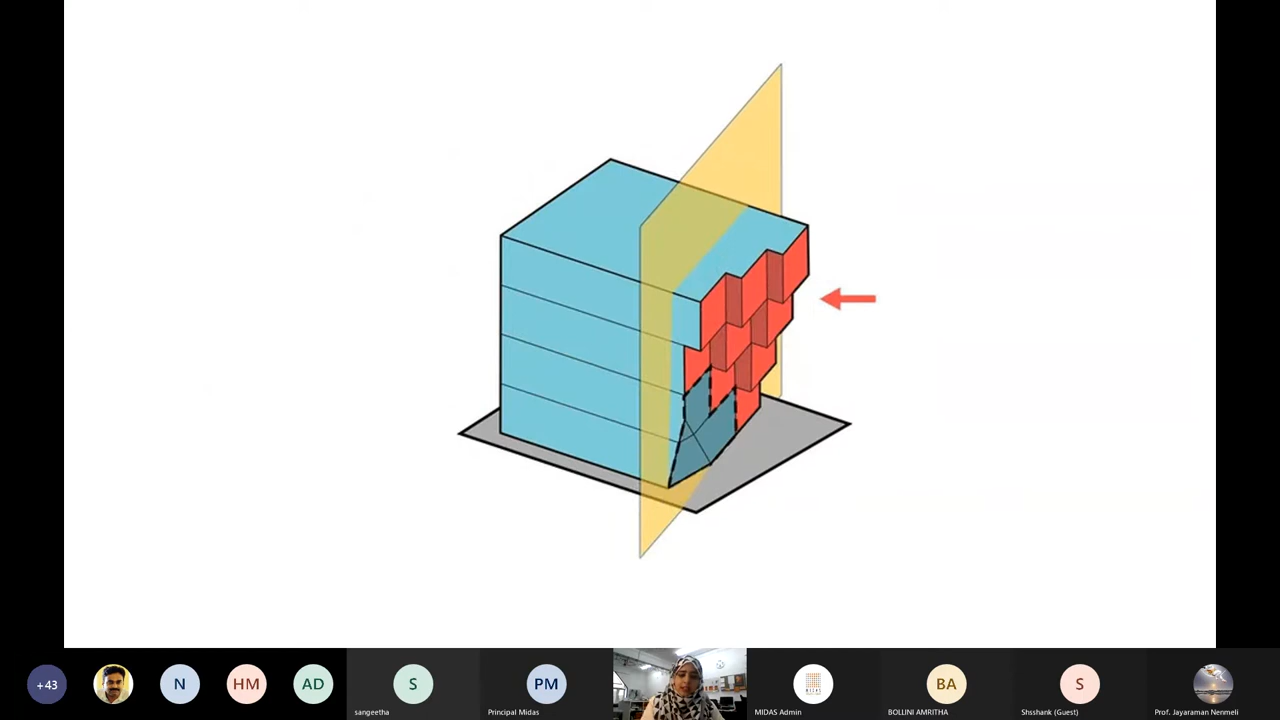 +43
N
HM
AD
S
sangeetha
PM
Principal Midas
MIDAS Admin
BA
BOLLINI AMRITHA
S
Shsshank (Guest)
Prof. Jayaraman Nenmeli